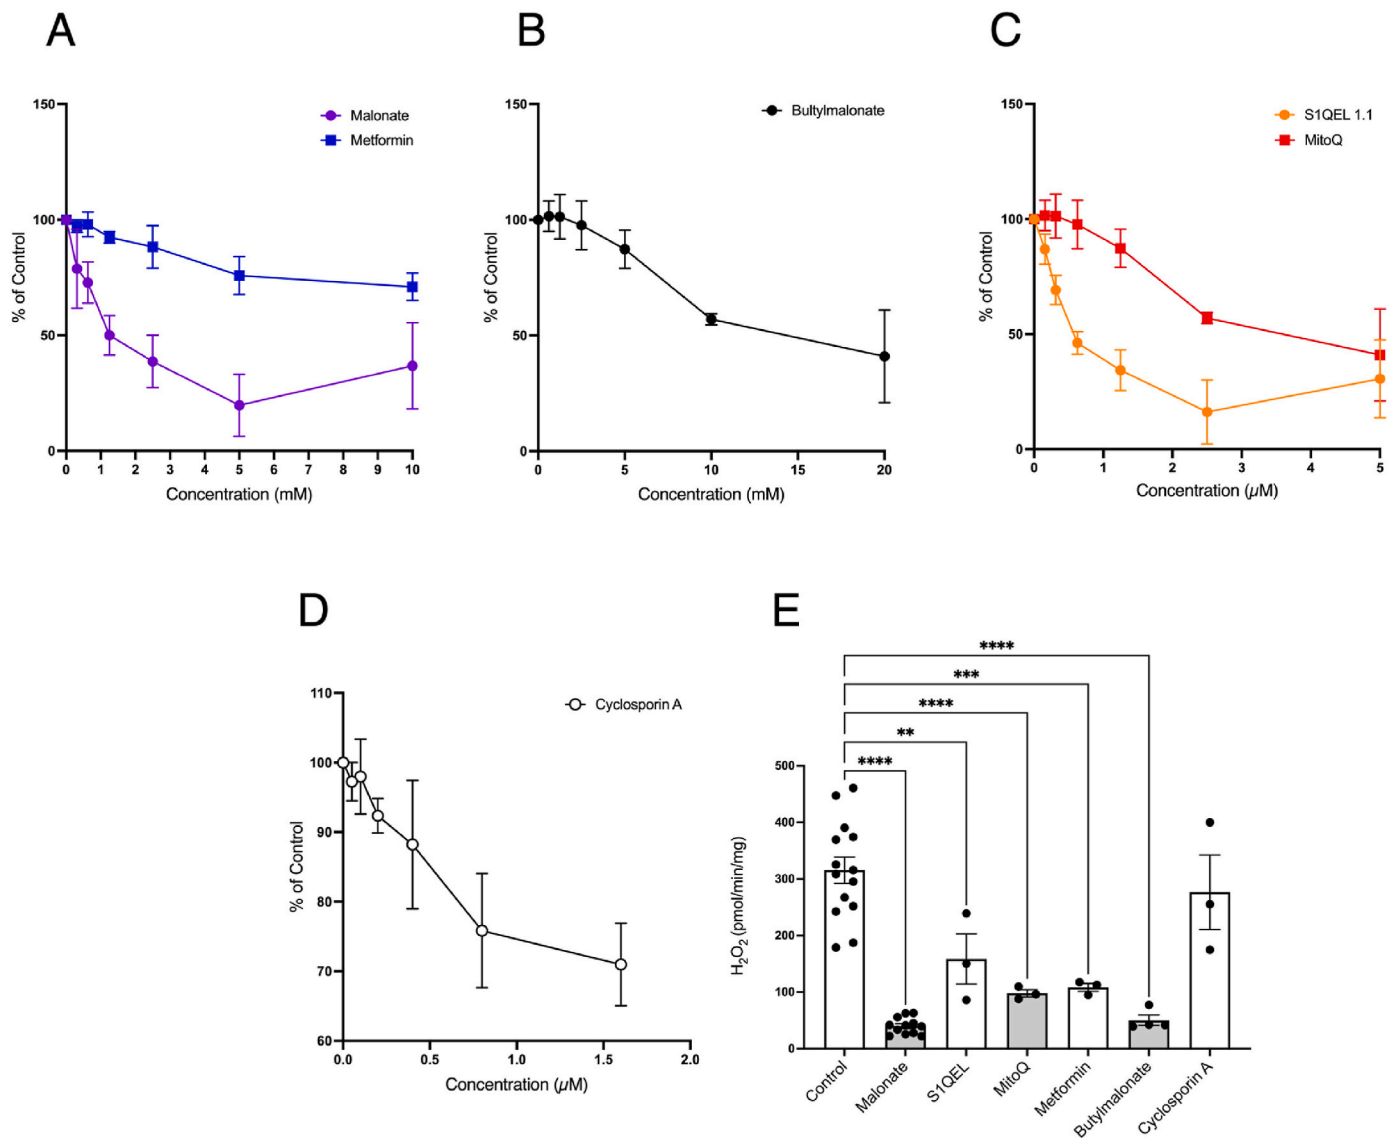 A
150
100
50
0
% of Control
Malonate
Metformin
0 1 2 3 4 5 6 7 8 9 10
Concentration (mM)
B
150
100
50
0
% of Control
Bultylmalonate
0 5 10 15 20
Concentration (mM)
C
150
100
50
0
% of Control
S1QEL 1.1
MitoQ
0 1 2 3 4 5
Concentration (µM)
D
110
100
90
80
70
60
% of Control
Cyclosporin A
0.0 0.5 1.0 1.5 2.0
Concentration (µM)
E
****
***
****
**
****
500
400
300
200
100
0
H₂O₂ (pmol/min/mg)
Control
Malonate
S1QEL
MitoQ
Metformin
Butylmalonate
Cyclosporin A